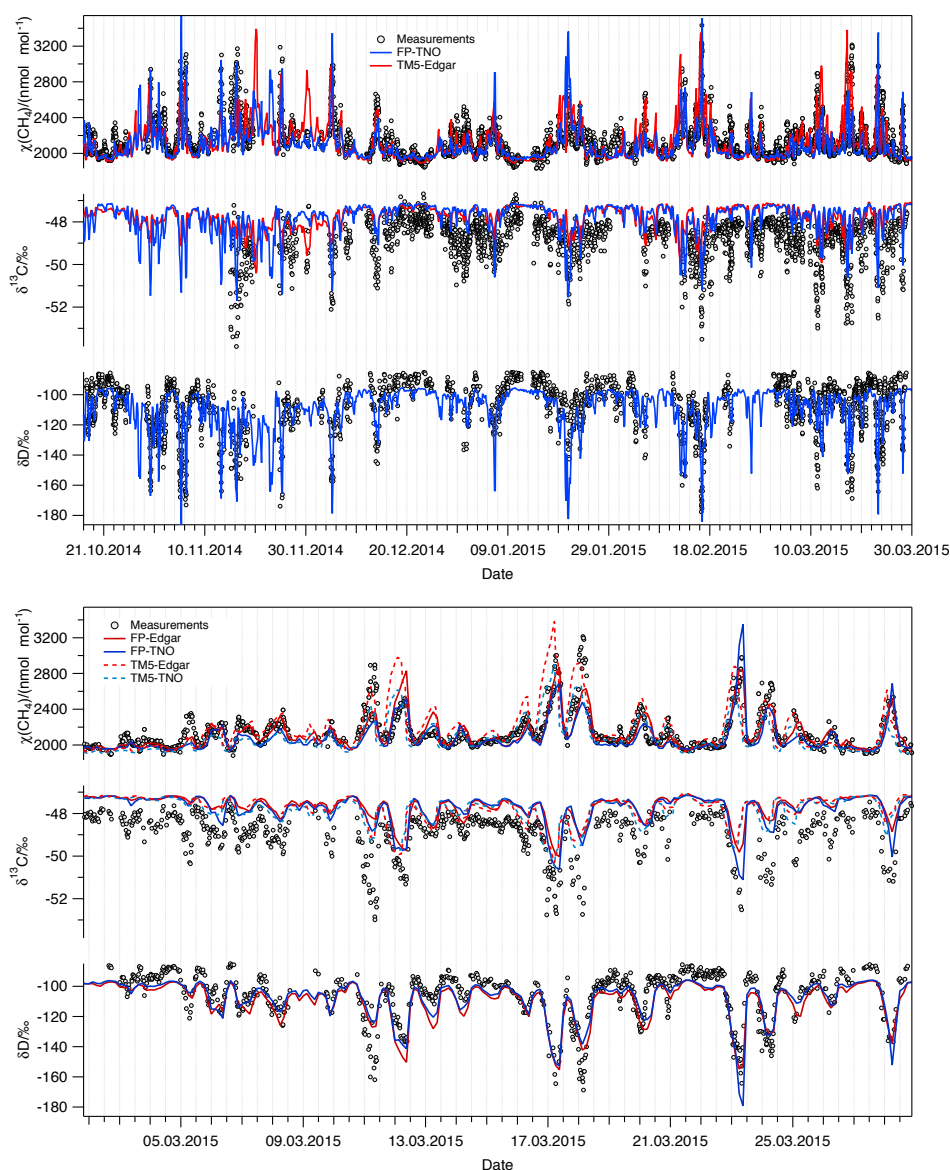 3200
2800
2400
2000
χ(CH₄)/(nmol mol⁻¹)
Measurements
FP-TNO
TM5-Edgar
-48
-50
-52
δ¹³C/‰
-100
-120
-140
-160
-180
δD/‰
21.10.2014 10.11.2014 30.11.2014 20.12.2014 09.01.2015 29.01.2015 18.02.2015 10.03.2015 30.03.2015
Date
3200
2800
2400
2000
χ(CH₄)/(nmol mol⁻¹)
Measurements
FP-Edgar
FP-TNO
TM5-Edgar
TM5-TNO
-48
-50
-52
δ¹³C/‰
-100
-120
-140
-160
-180
δD/‰
05.03.2015 09.03.2015 13.03.2015 17.03.2015 21.03.2015 25.03.2015
Date